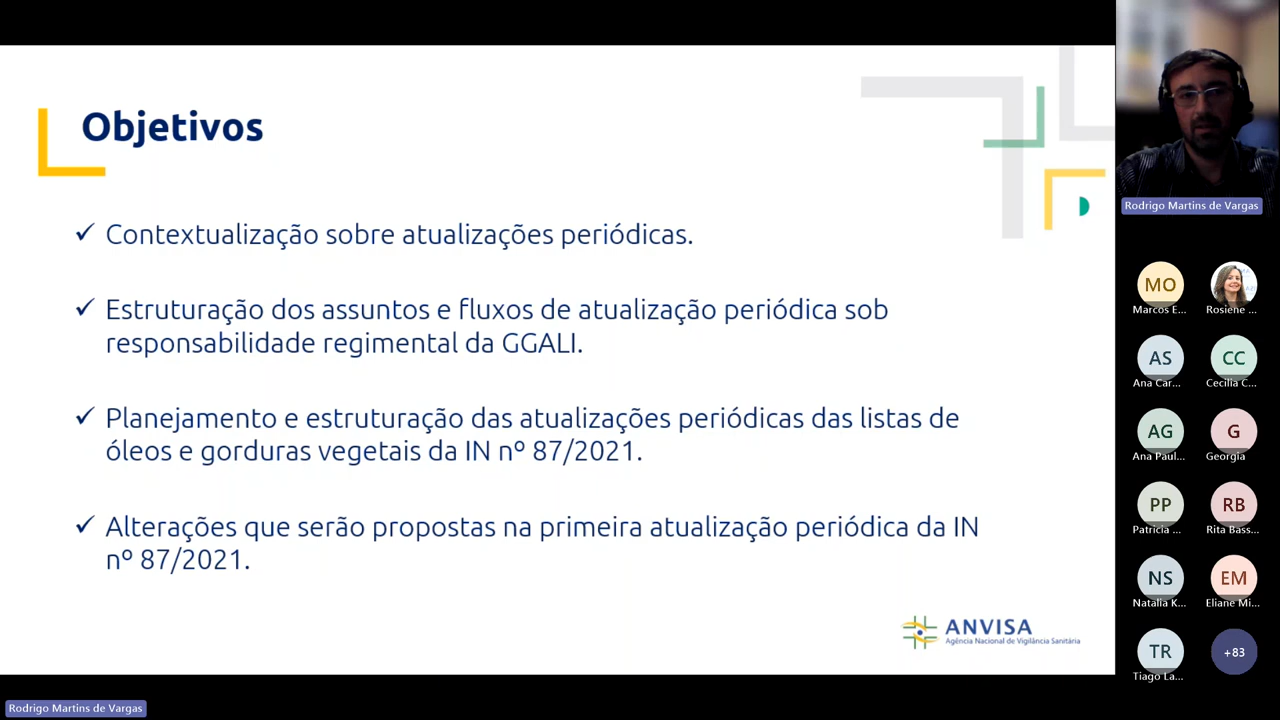 Objetivos
✓ Contextualização sobre atualizações periódicas.
✓ Estruturação dos assuntos e fluxos de atualização periódica sob
responsabilidade regimental da GGALI.
✓ Planejamento e estruturação das atualizações periódicas das listas de
óleos e gorduras vegetais da IN nº 87/2021.
✓ Alterações que serão propostas na primeira atualização periódica da IN
nº 87/2021.
ANVISA
Agência Nacional de Vigilância Sanitária
Rodrigo Martins de Vargas
MO
Marcos E...
Rosiene ...
AS
CC
Ana Car...
Cecilia C...
AG
G
Ana Paul...
Georgia
PP
RB
Patricia ...
Rita Bass...
NS
EM
Natalia K...
Eliane Mi...
TR
+83
Tiago La...
Rodrigo Martins de Vargas